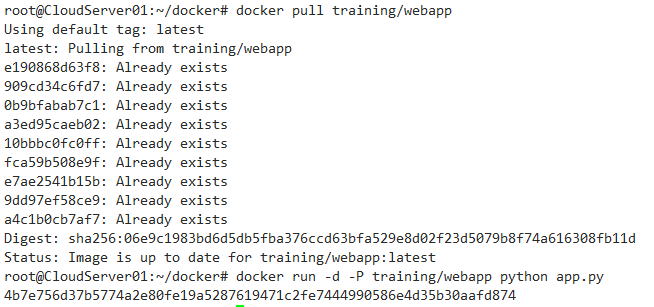 root@CloudServer01:~/docker# docker pull training/webapp
Using default tag: latest
latest: Pulling from training/webapp
e190868d63f8: Already exists
909cd34c6fd7: Already exists
0b9bfabab7c1: Already exists
a3ed95caeb02: Already exists
10bbbc0fc0ff: Already exists
fca59b508e9f: Already exists
e7ae2541b15b: Already exists
9dd97ef58ce9: Already exists
a4c1b0cb7af7: Already exists
Digest: sha256:06e9c1983bd6d5db5fba376ccd63bfa529e8d02f23d5079b8f74a616308fb11d
Status: Image is up to date for training/webapp:latest
root@CloudServer01:~/docker# docker run -d -P training/webapp python app.py
4b7e756d37b5774a2e80fe19a5287619471c2fe7444990586e4d35b30aafd874